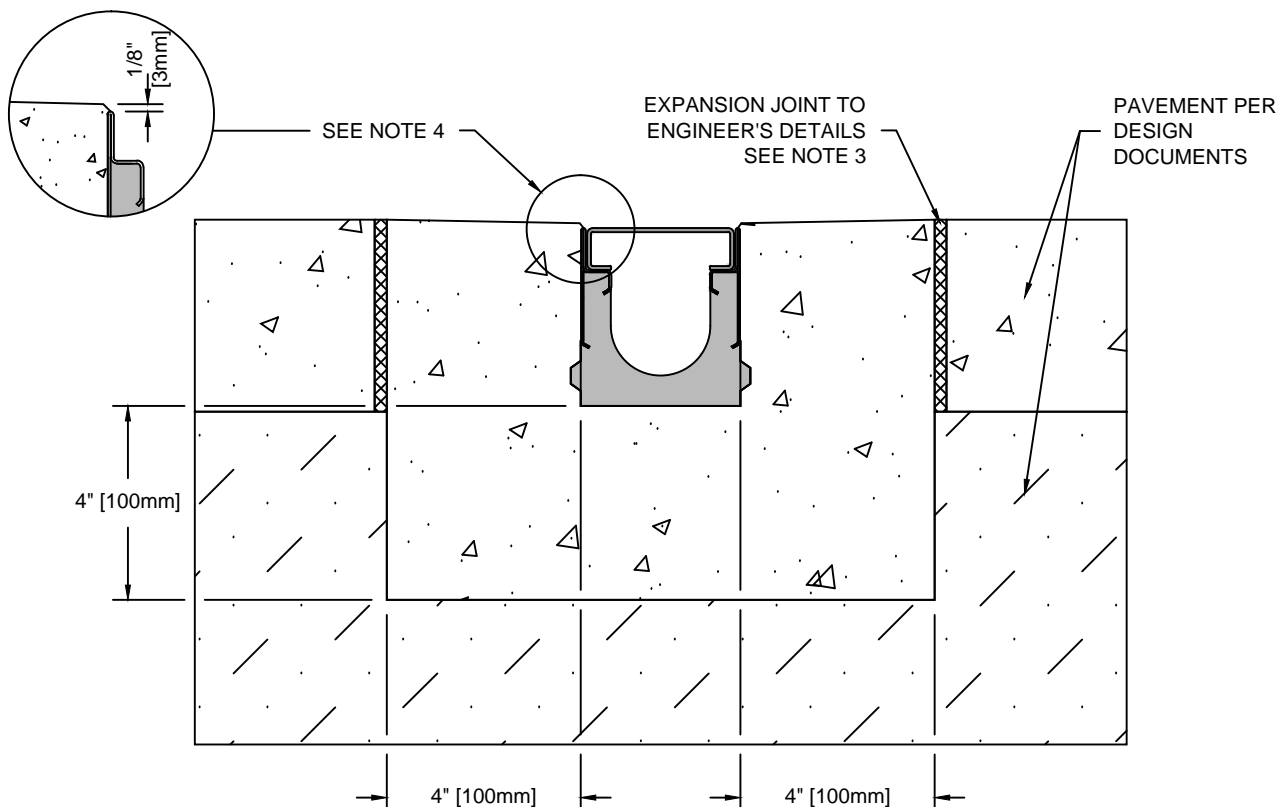 1/8"
[3mm]
SEE NOTE 4
EXPANSION JOINT TO
ENGINEER'S DETAILS
SEE NOTE 3
PAVEMENT PER
DESIGN
DOCUMENTS
4" [100mm]
4" [100mm]
4" [100mm]